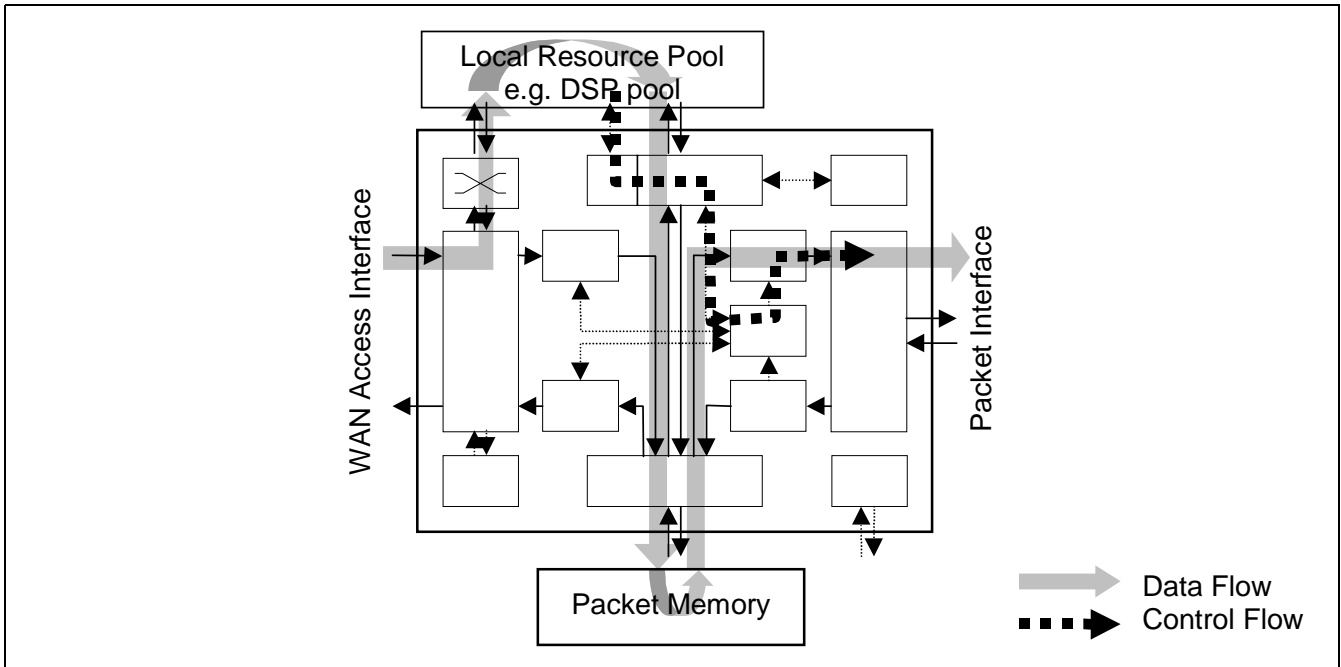 Local Resource Pool
e.g. DSP pool
WAN Access Interface
Packet Interface
Packet Memory
Data Flow
Control Flow